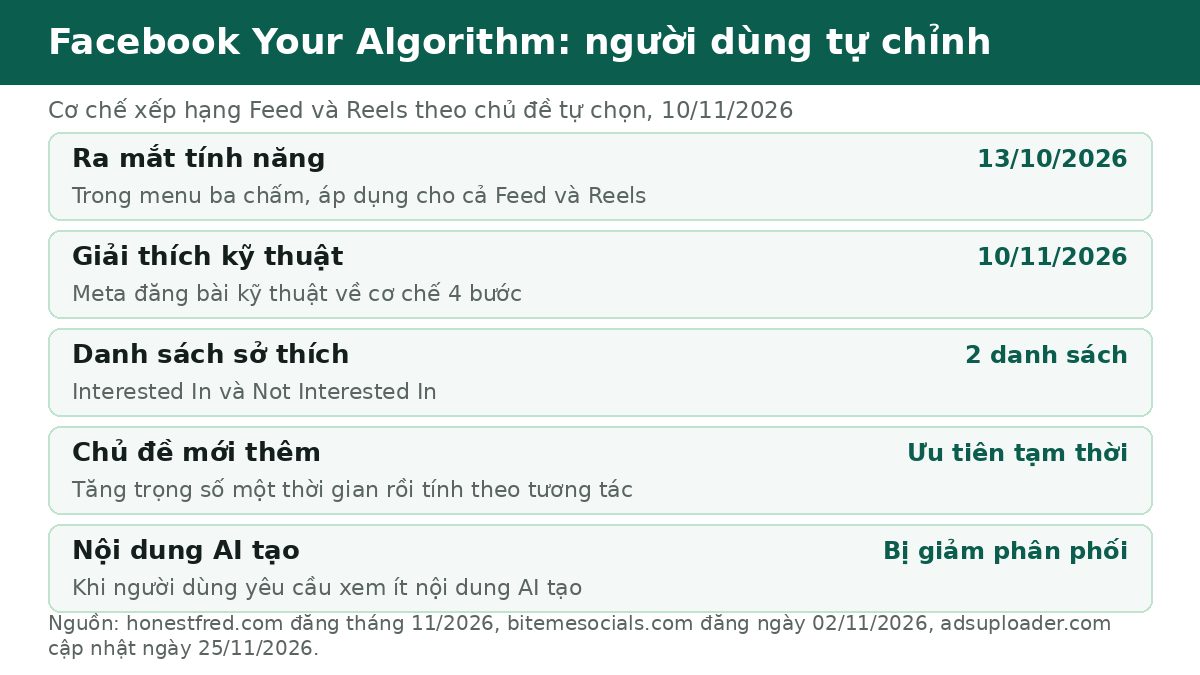 Facebook Your Algorithm: người dùng tự chỉnh
Cơ chế xếp hạng Feed và Reels theo chủ đề tự chọn, 10/11/2026
Ra mắt tính năng
13/10/2026
Trong menu ba chấm, áp dụng cho cả Feed và Reels
Giải thích kỹ thuật
10/11/2026
Meta đăng bài kỹ thuật về cơ chế 4 bước
Danh sách sở thích
2 danh sách
Interested In và Not Interested In
Chủ đề mới thêm
Ưu tiên tạm thời
Tăng trọng số một thời gian rồi tính theo tương tác
Nội dung AI tạo
Bị giảm phân phối
Khi người dùng yêu cầu xem ít nội dung AI tạo
Nguồn: honestfred.com đăng tháng 11/2026, bitemesocials.com đăng ngày 02/11/2026, adsuploader.com
cập nhật ngày 25/11/2026.